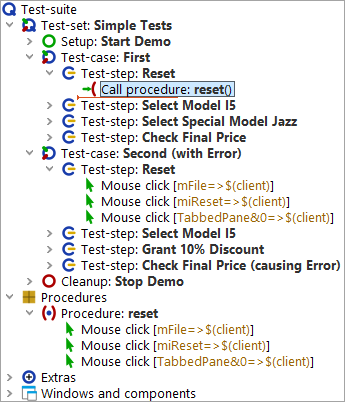 Test-suite
Test-set: Simple Tests
Setup: Start Demo
Test-case: First
Test-step: Reset
Call procedure: reset()
Test-step: Select Model I5
Test-step: Select Special Model Jazz
Test-step: Check Final Price
Test-case: Second (with Error)
Test-step: Reset
Mouse click [mFile=>$(client)]
Mouse click [miReset=>$(client)]
Mouse click [TabbedPane&0=>$(client)]
Test-step: Select Model I5
Test-step: Grant 10% Discount
Test-step: Check Final Price (causing Error)
Cleanup: Stop Demo
Procedures
Procedure: reset
Mouse click [mFile=>$(client)]
Mouse click [miReset=>$(client)]
Mouse click [TabbedPane&0=>$(client)]
Extras
Windows and components